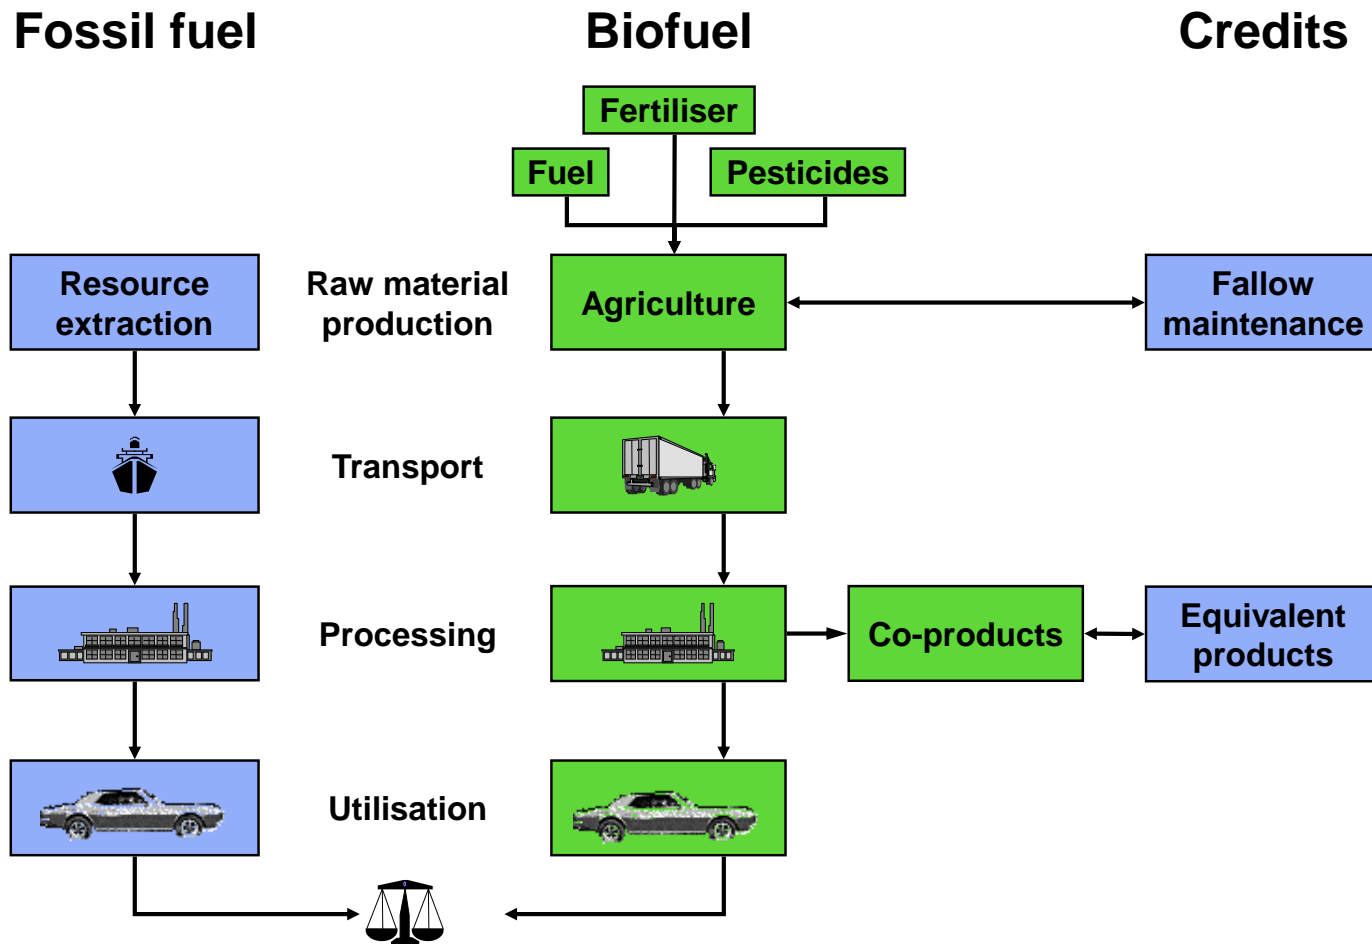 Fossil fuel
Biofuel
Credits
Fertiliser
Fuel
Pesticides
Resource
extraction
Raw material
production
Agriculture
Fallow
maintenance
Transport
Processing
Co-products
Equivalent
products
Utilisation